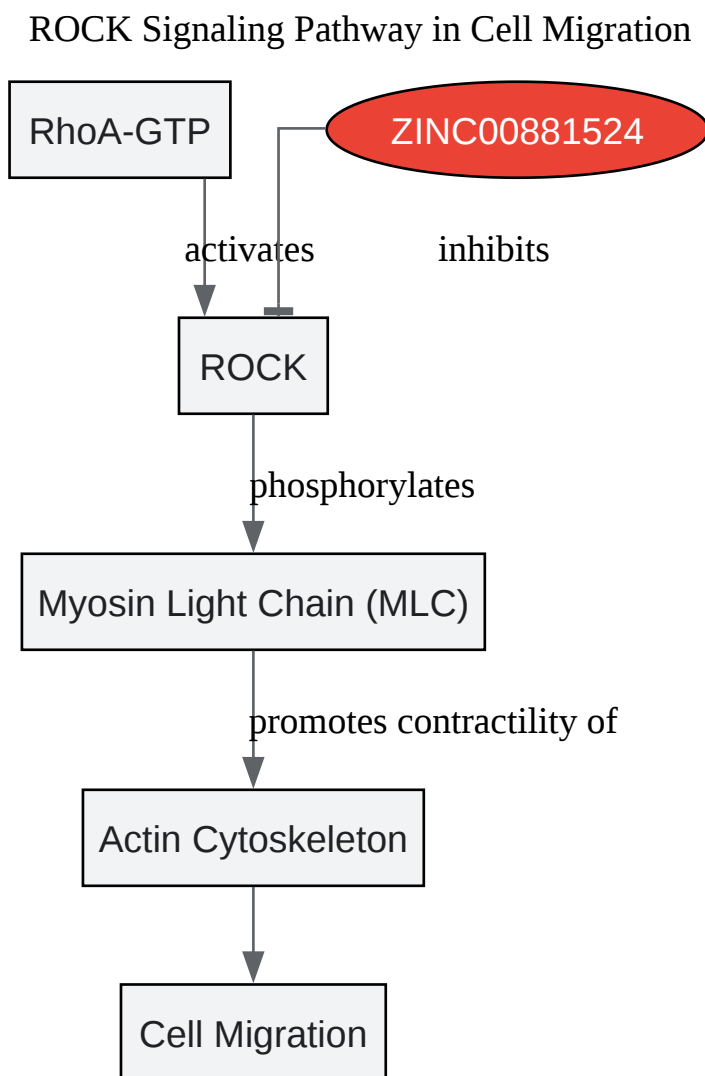 ROCK Signaling Pathway in Cell Migration
RhoA-GTP
ZINC00881524
activates
inhibits
ROCK
phosphorylates
Myosin Light Chain (MLC)
promotes contractility of
Actin Cytoskeleton
Cell Migration